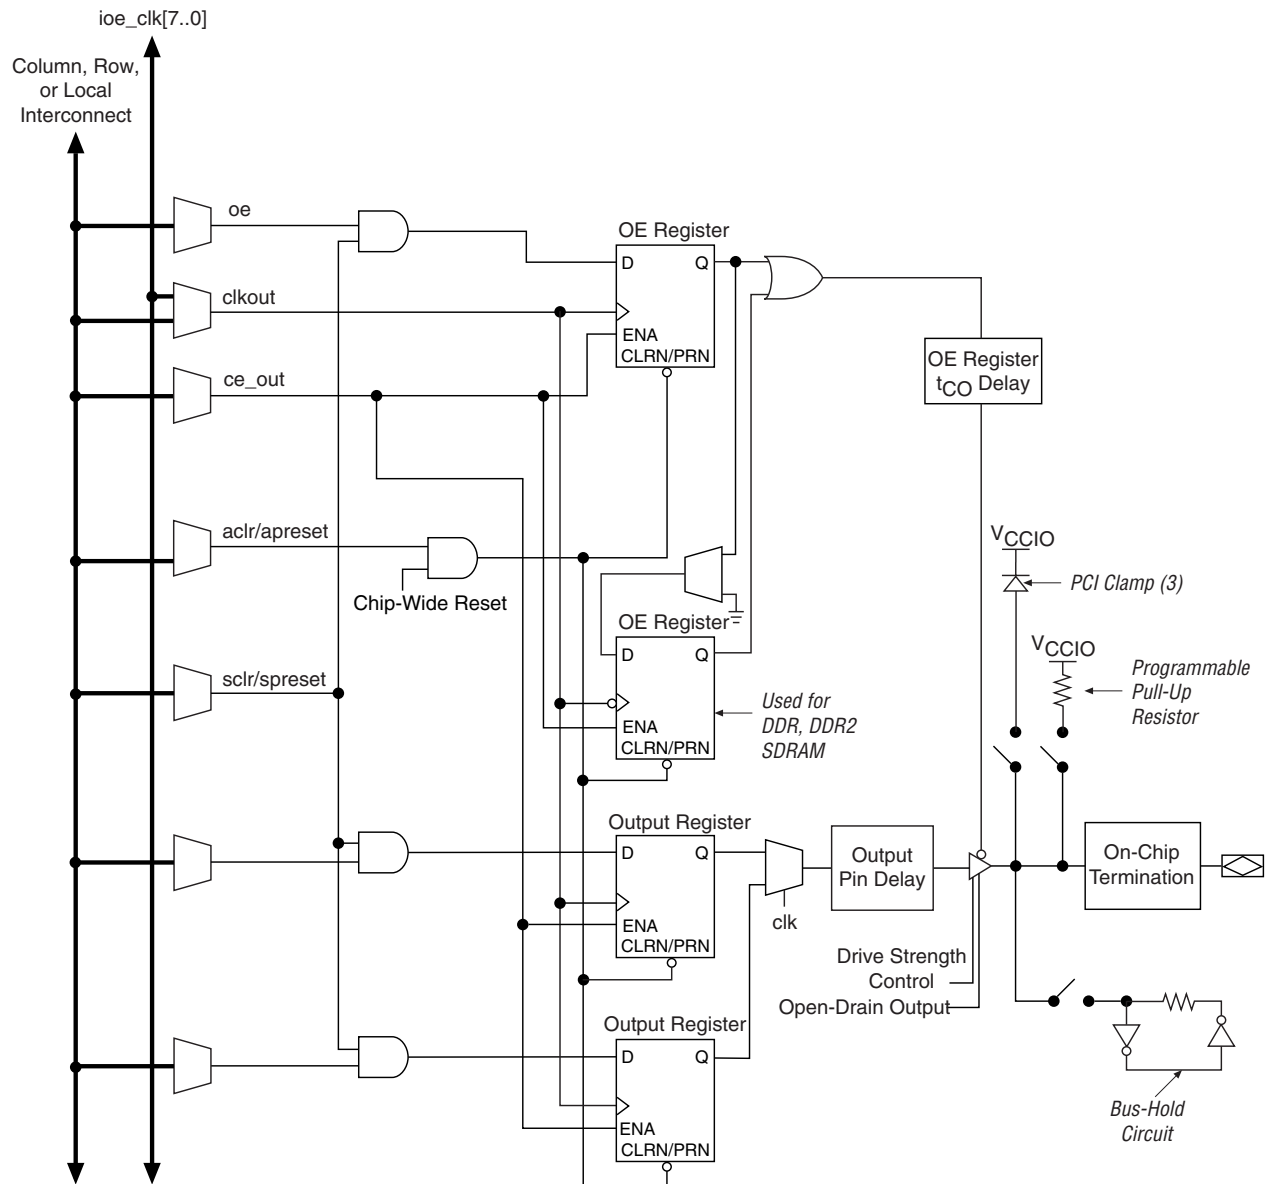 ioe_clk[7..0]
Column, Row,
or Local
Interconnect
oe
clkout
ce_out
aclr/apreset
Chip-Wide Reset
sclr/spreset
OE Register
D Q
ENA
CLRN/PRN
OE Register
tCO Delay
VCCIO
PCI Clamp (3)
VCCIO
Programmable
Pull-Up
Resistor
OE Register
D Q
ENA
CLRN/PRN
Used for
DDR, DDR2
SDRAM
Output Register
D Q
ENA
CLRN/PRN
clk
Output
Pin Delay
On-Chip
Termination
Drive Strength
Control
Open-Drain Output
Output Register
D Q
ENA
CLRN/PRN
Bus-Hold
Circuit